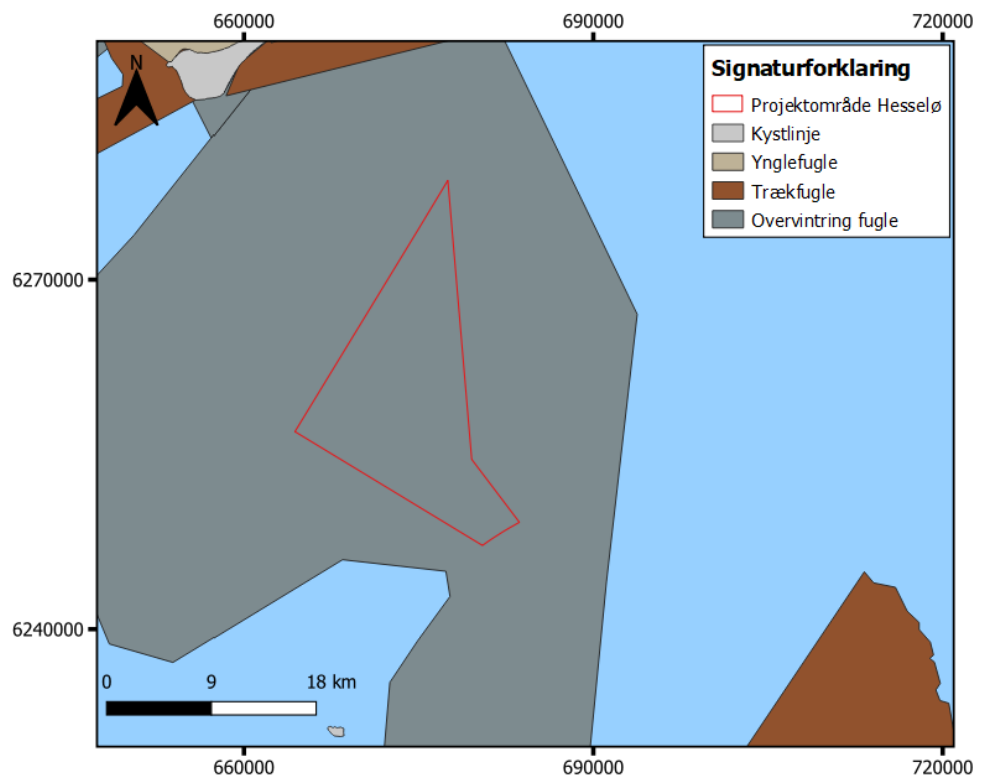 660000
690000
720000
N
Signaturforklaring
Projektområde Hesselø
Kystlinje
Ynglefugle
Trækfugle
Overvintring fugle
6270000
6240000
0
9
18 km
660000
690000
720000